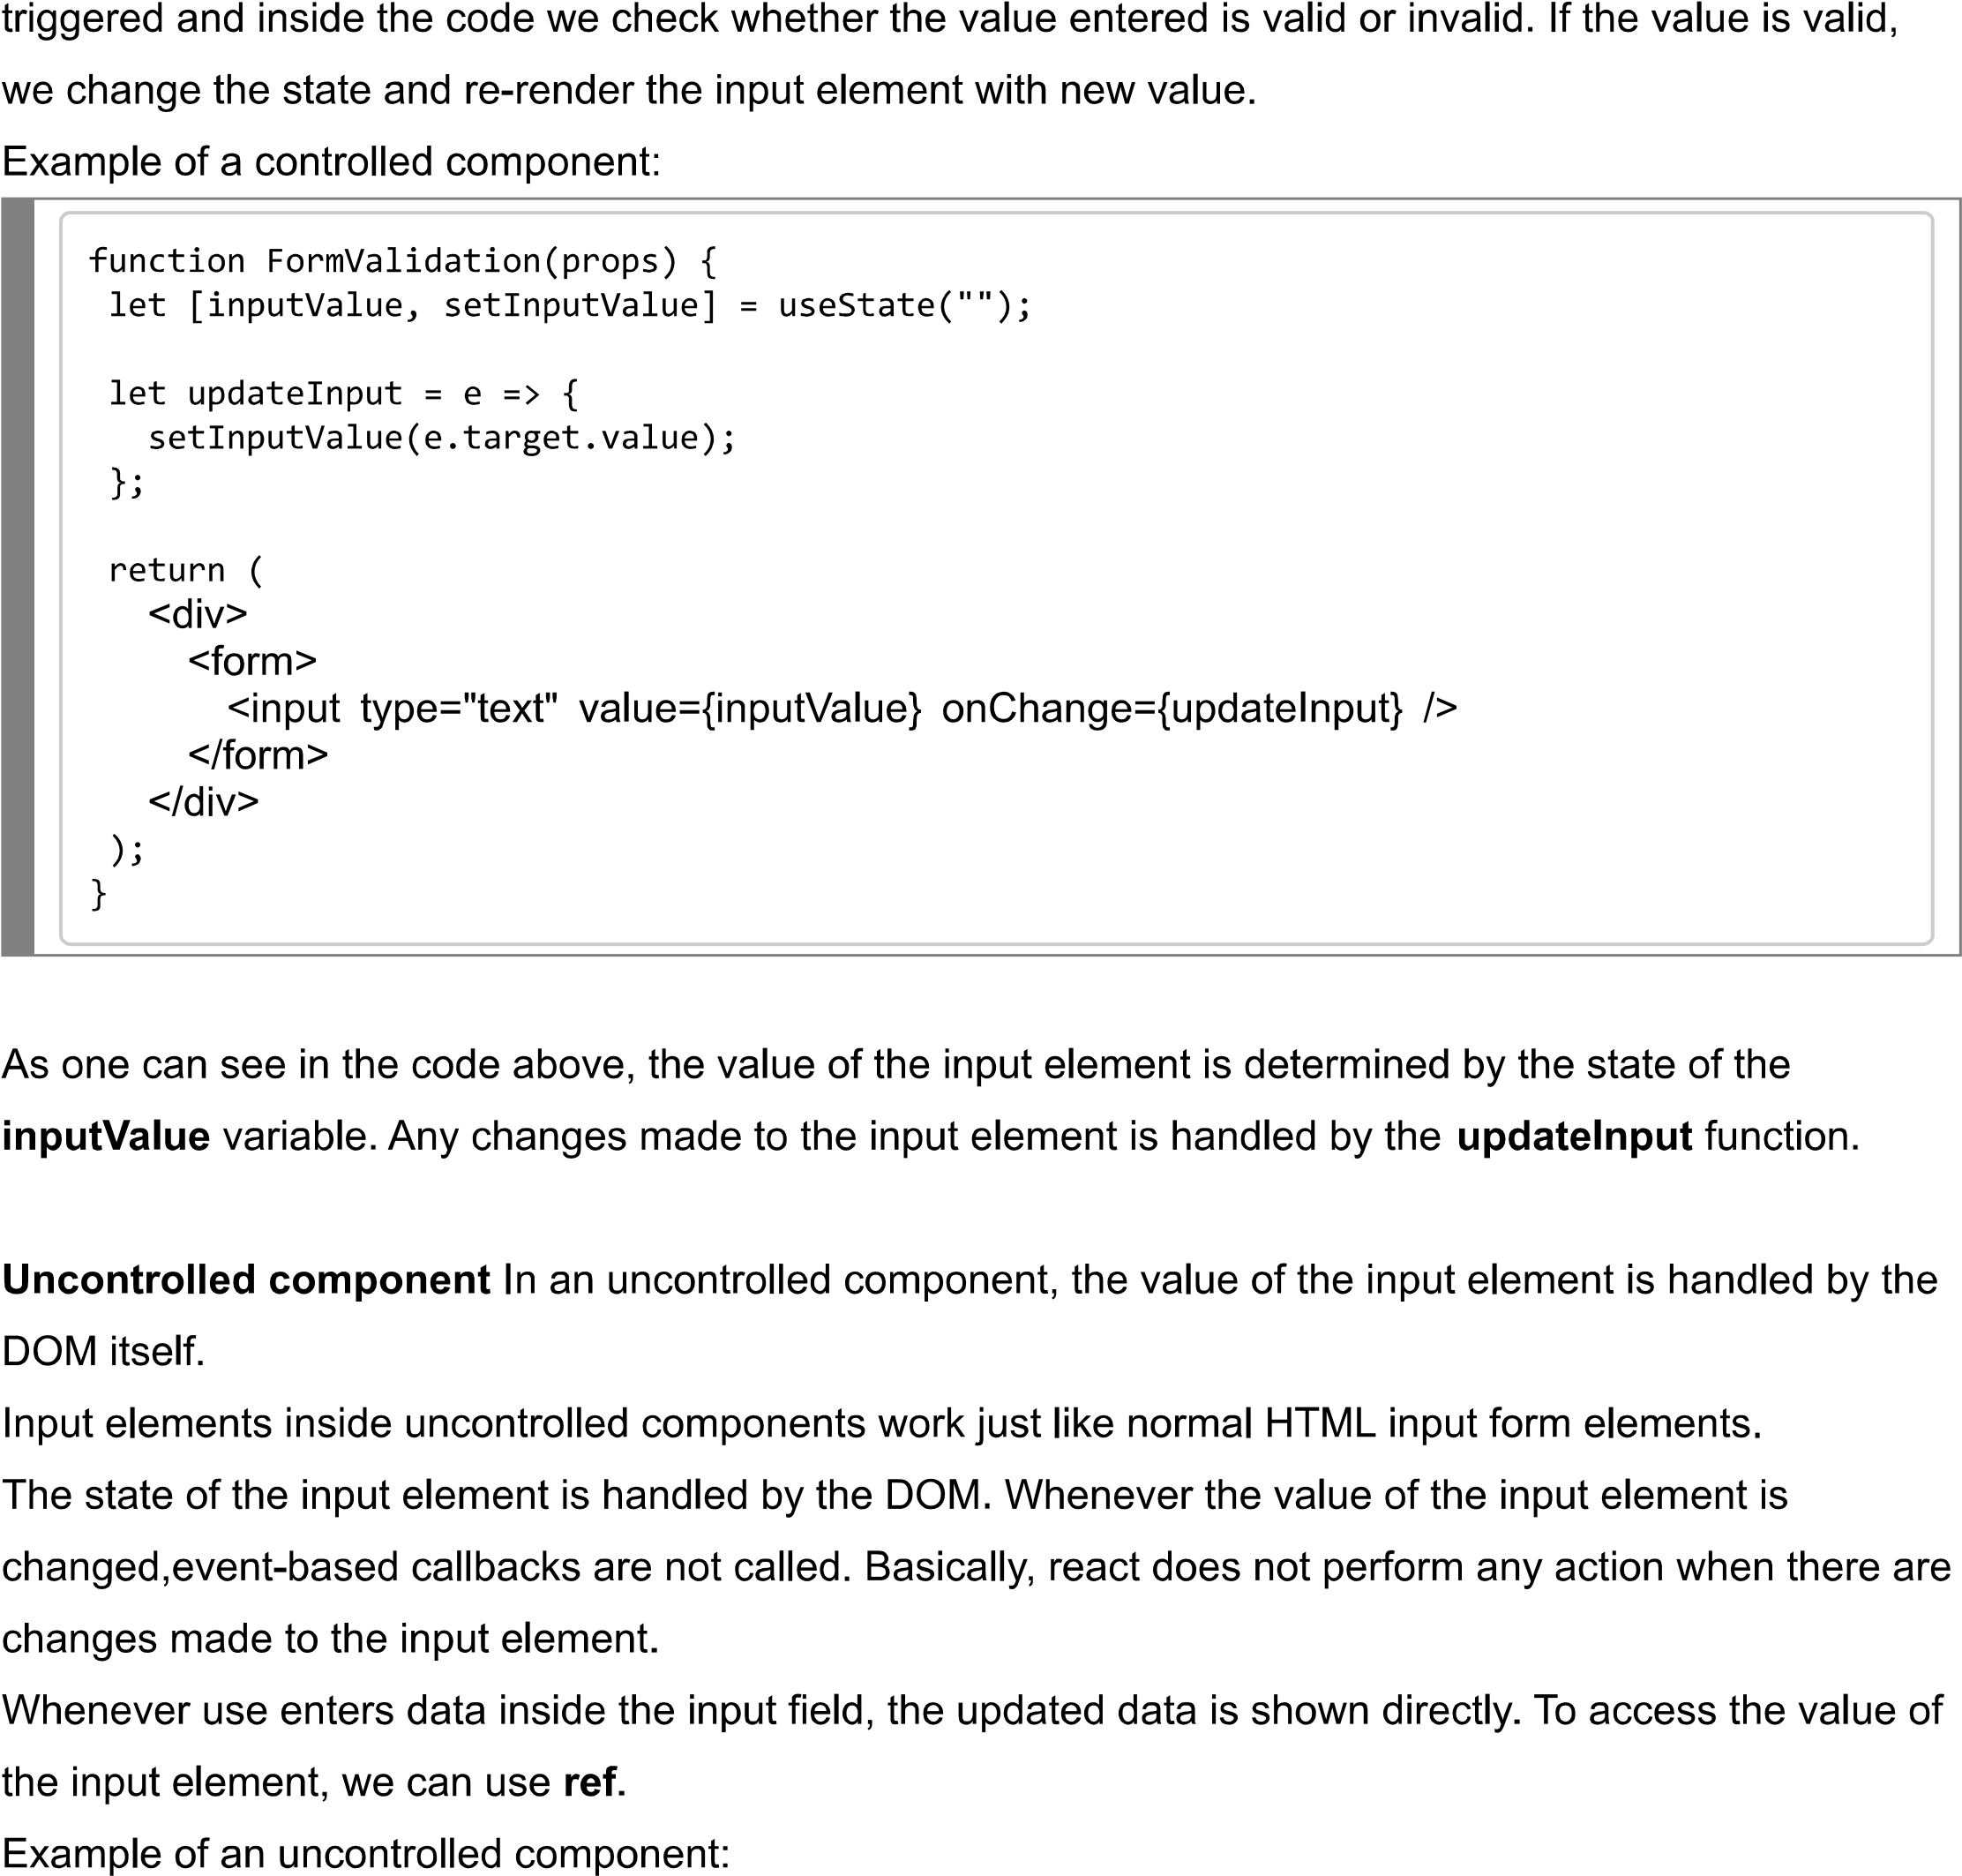 triggered and inside the code we check whether the value entered is valid or invalid. If the value is valid,
we change the state and re-render the input element with new value.
Example of a controlled component:
function FormValidation(props) {
 let [inputValue, setInputValue] = useState("");

 let updateInput = e => {
   setInputValue(e.target.value);
 };

 return (
   <div>
     <form>
       <input type="text" value={inputValue} onChange={updateInput} />
     </form>
   </div>
 );
}
As one can see in the code above, the value of the input element is determined by the state of the
inputValue variable. Any changes made to the input element is handled by the updateInput function.
Uncontrolled component In an uncontrolled component, the value of the input element is handled by the
DOM itself.
Input elements inside uncontrolled components work just like normal HTML input form elements.
The state of the input element is handled by the DOM. Whenever the value of the input element is
changed,event-based callbacks are not called. Basically, react does not perform any action when there are
changes made to the input element.
Whenever use enters data inside the input field, the updated data is shown directly. To access the value of
the input element, we can use ref.
Example of an uncontrolled component: